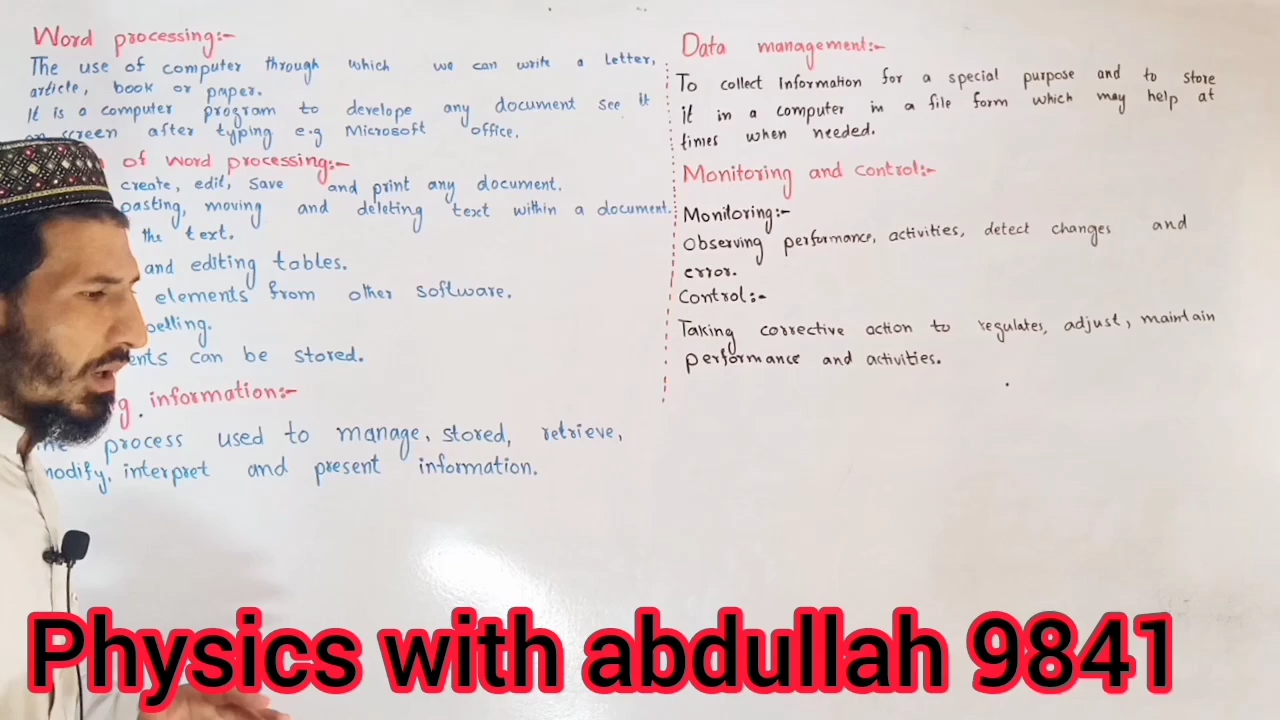 Word processing:-
The use of computer through which we can write a letter,
article, book or paper.
It is a computer program to develope any document see it
on screen after typing e.g Microsoft office.
of word processing:-
create, edit, save and print any document.
pasting, moving and deleting text within a document.
the text.
and editing tables.
elements from other software.
pelling.
ents can be stored.
g information:-
process used to manage, stored, retrieve,
modify, interpret and present information.
Data management:-
To collect Information for a special purpose and to store
it in a computer in a file form which may help at
times when needed.
Monitoring and control:-
Monitoring:-
Observing performance, activities, detect changes and
error.
Control:-
Taking corrective action to regulates, adjust, maintain
performance and activities.
Physics with abdullah 9841